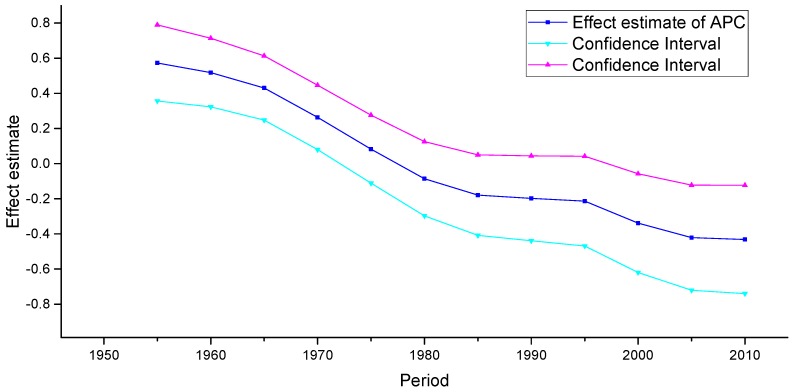 Effect estimate of APC
Confidence Interval
Confidence Interval
Effect estimate
0.8
0.6
0.4
0.2
0.0
-0.2
-0.4
-0.6
-0.8
1950 1960 1970 1980 1990 2000 2010
Period